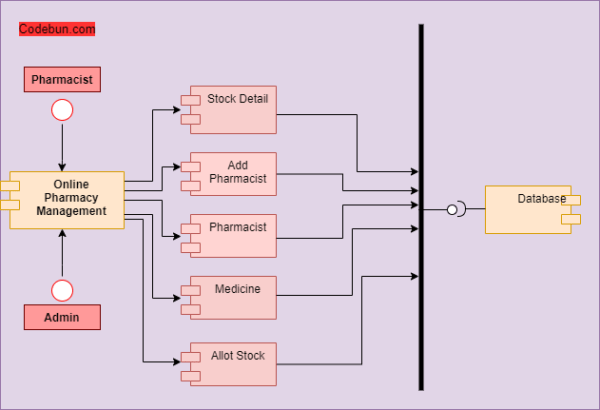 Codebun.com
Pharmacist
Stock Detail
Add
Pharmacist
Online
Pharmacy
Management
Database
Pharmacist
Medicine
Admin
Allot Stock